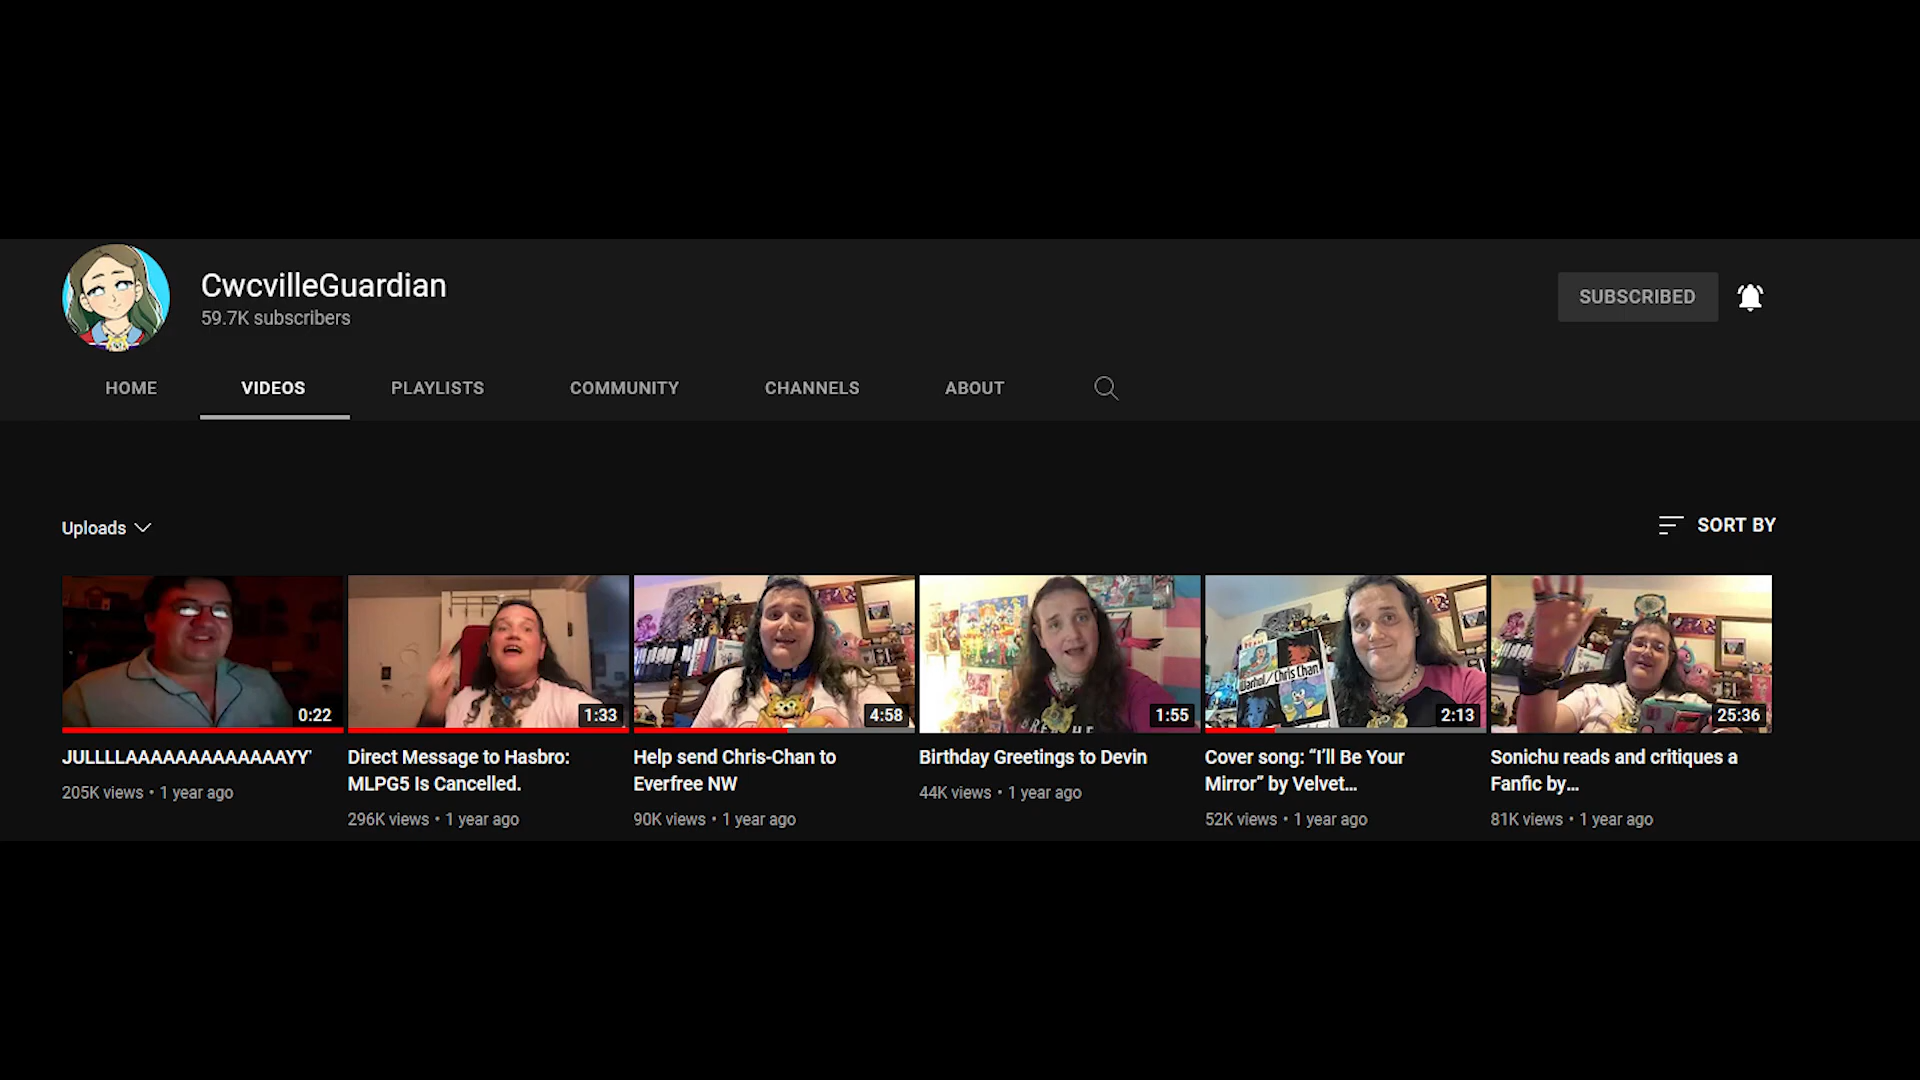 CwcvilleGuardian
59.7K subscribers
SUBSCRIBED
HOME
VIDEOS
PLAYLISTS
COMMUNITY
CHANNELS
ABOUT
Uploads
SORT BY
0:22
JULLLLAAAAAAAAAAAAAYY'
205K views • 1 year ago
1:33
Direct Message to Hasbro:
MLPG5 Is Cancelled.
296K views • 1 year ago
4:58
Help send Chris-Chan to
Everfree NW
90K views • 1 year ago
1:55
Birthday Greetings to Devin
44K views • 1 year ago
Warhol/Chris Chan
2:13
Cover song: “I’ll Be Your
Mirror” by Velvet...
52K views • 1 year ago
25:36
Sonichu reads and critiques a
Fanfic by...
81K views • 1 year ago